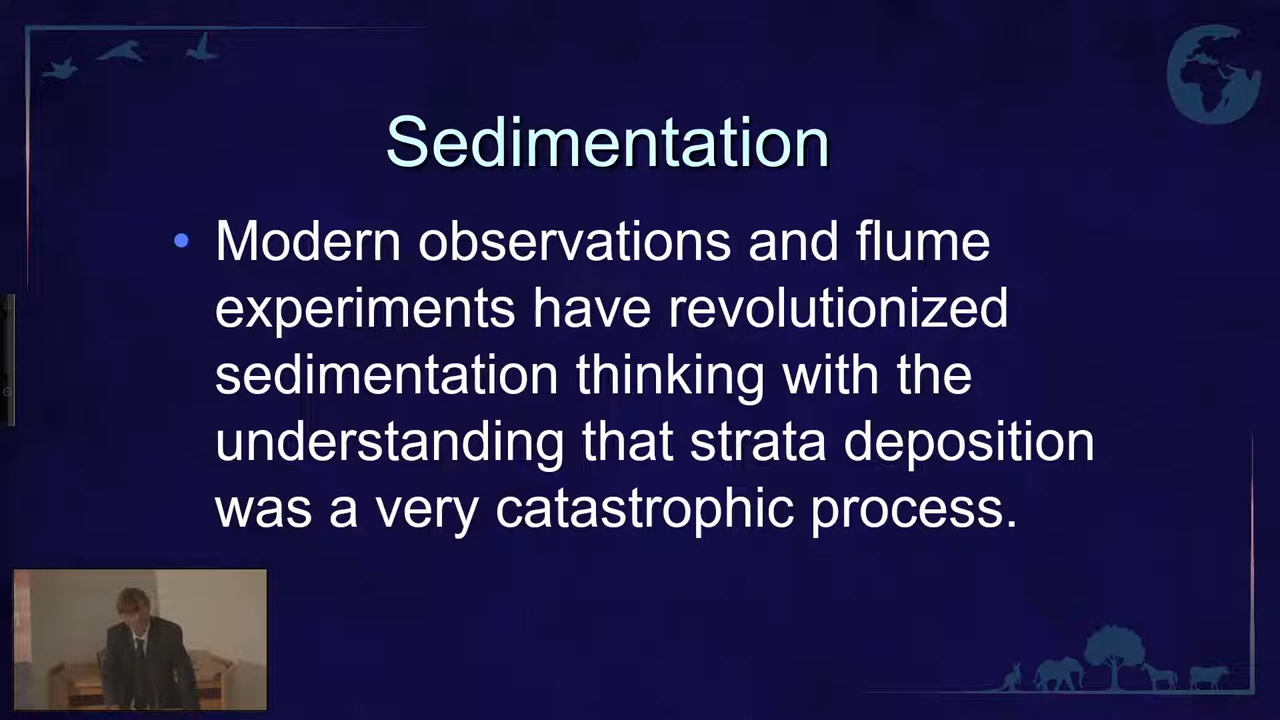 Sedimentation
• Modern observations and flume
experiments have revolutionized
sedimentation thinking with the
understanding that strata deposition
was a very catastrophic process.